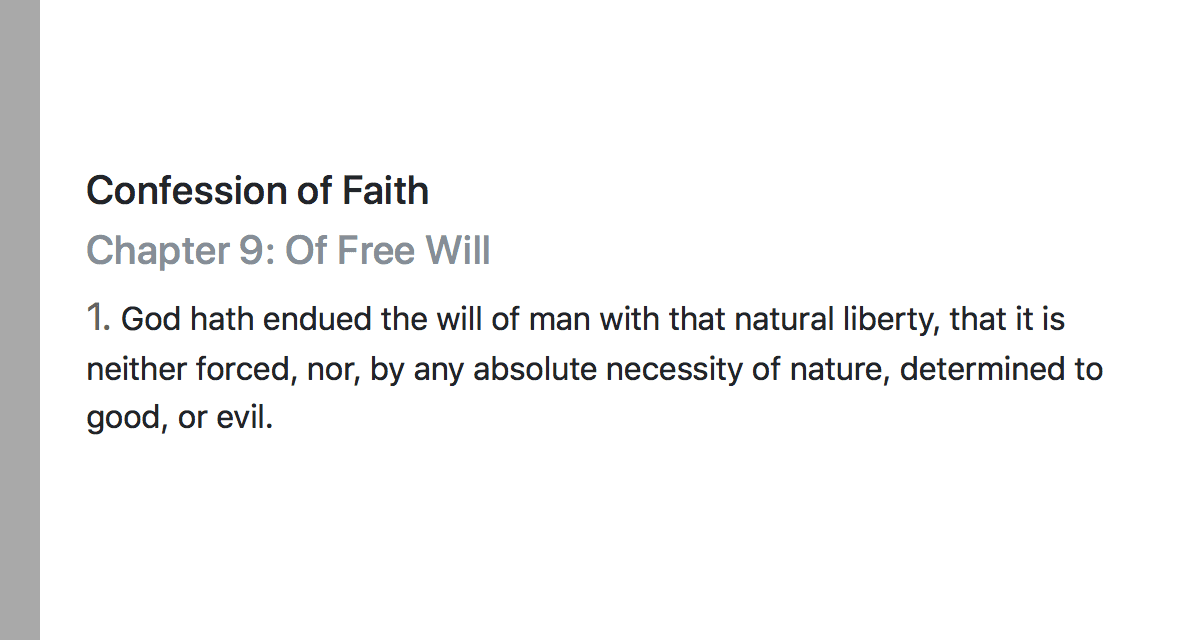 Confession of Faith
Chapter 9: Of Free Will
1. God hath endued the will of man with that natural liberty, that it is
neither forced, nor, by any absolute necessity of nature, determined to
good, or evil.